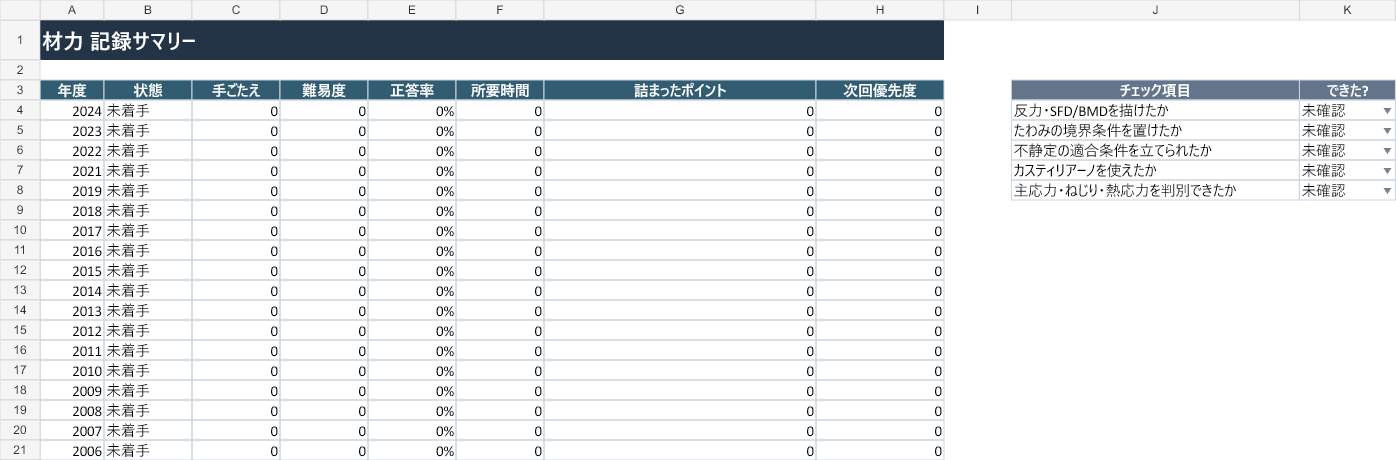 A B C D E F G H I J K
1 材力 記録サマリー
2
3 年度 状態 手ごたえ 難易度 正答率 所要時間 詰まったポイント 次回優先度 チェック項目 できた?
4 2024 未着手 0 0 0% 0 0 0 反力・SFD/BMDを描けたか 未確認
5 2023 未着手 0 0 0% 0 0 0 たわみの境界条件を置けたか 未確認
6 2022 未着手 0 0 0% 0 0 0 不静定の適合条件を立てられたか 未確認
7 2021 未着手 0 0 0% 0 0 0 カスティリアーノを使えたか 未確認
8 2019 未着手 0 0 0% 0 0 0 主応力・ねじり・熱応力を判別できたか 未確認
9 2018 未着手 0 0 0% 0 0 0
10 2017 未着手 0 0 0% 0 0 0
11 2016 未着手 0 0 0% 0 0 0
12 2015 未着手 0 0 0% 0 0 0
13 2014 未着手 0 0 0% 0 0 0
14 2013 未着手 0 0 0% 0 0 0
15 2012 未着手 0 0 0% 0 0 0
16 2011 未着手 0 0 0% 0 0 0
17 2010 未着手 0 0 0% 0 0 0
18 2009 未着手 0 0 0% 0 0 0
19 2008 未着手 0 0 0% 0 0 0
20 2007 未着手 0 0 0% 0 0 0
21 2006 未着手 0 0 0% 0 0 0